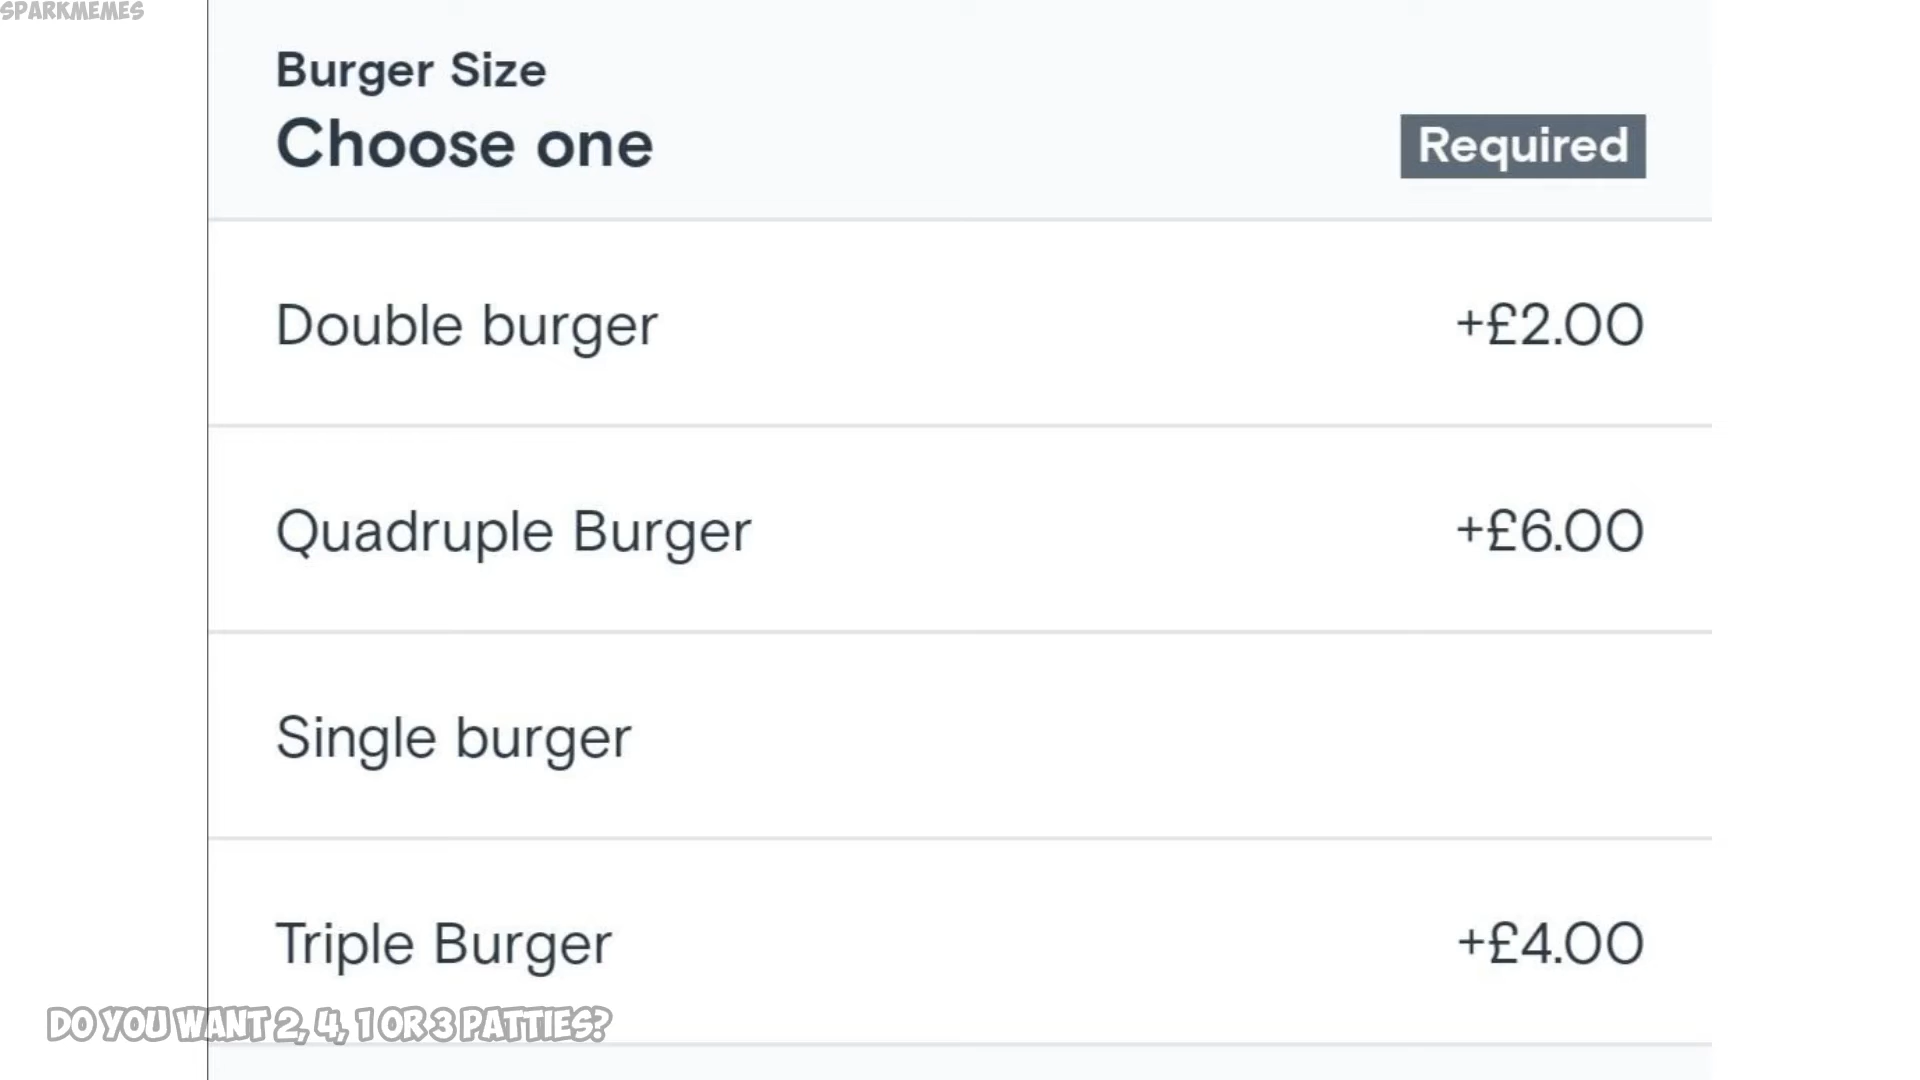 SPARKMEMES
Burger Size
Choose one
Required
Double burger
+£2.00
Quadruple Burger
+£6.00
Single burger
Triple Burger
+£4.00
DO YOU WANT 2, 4, 1 OR 3 PATTIES?